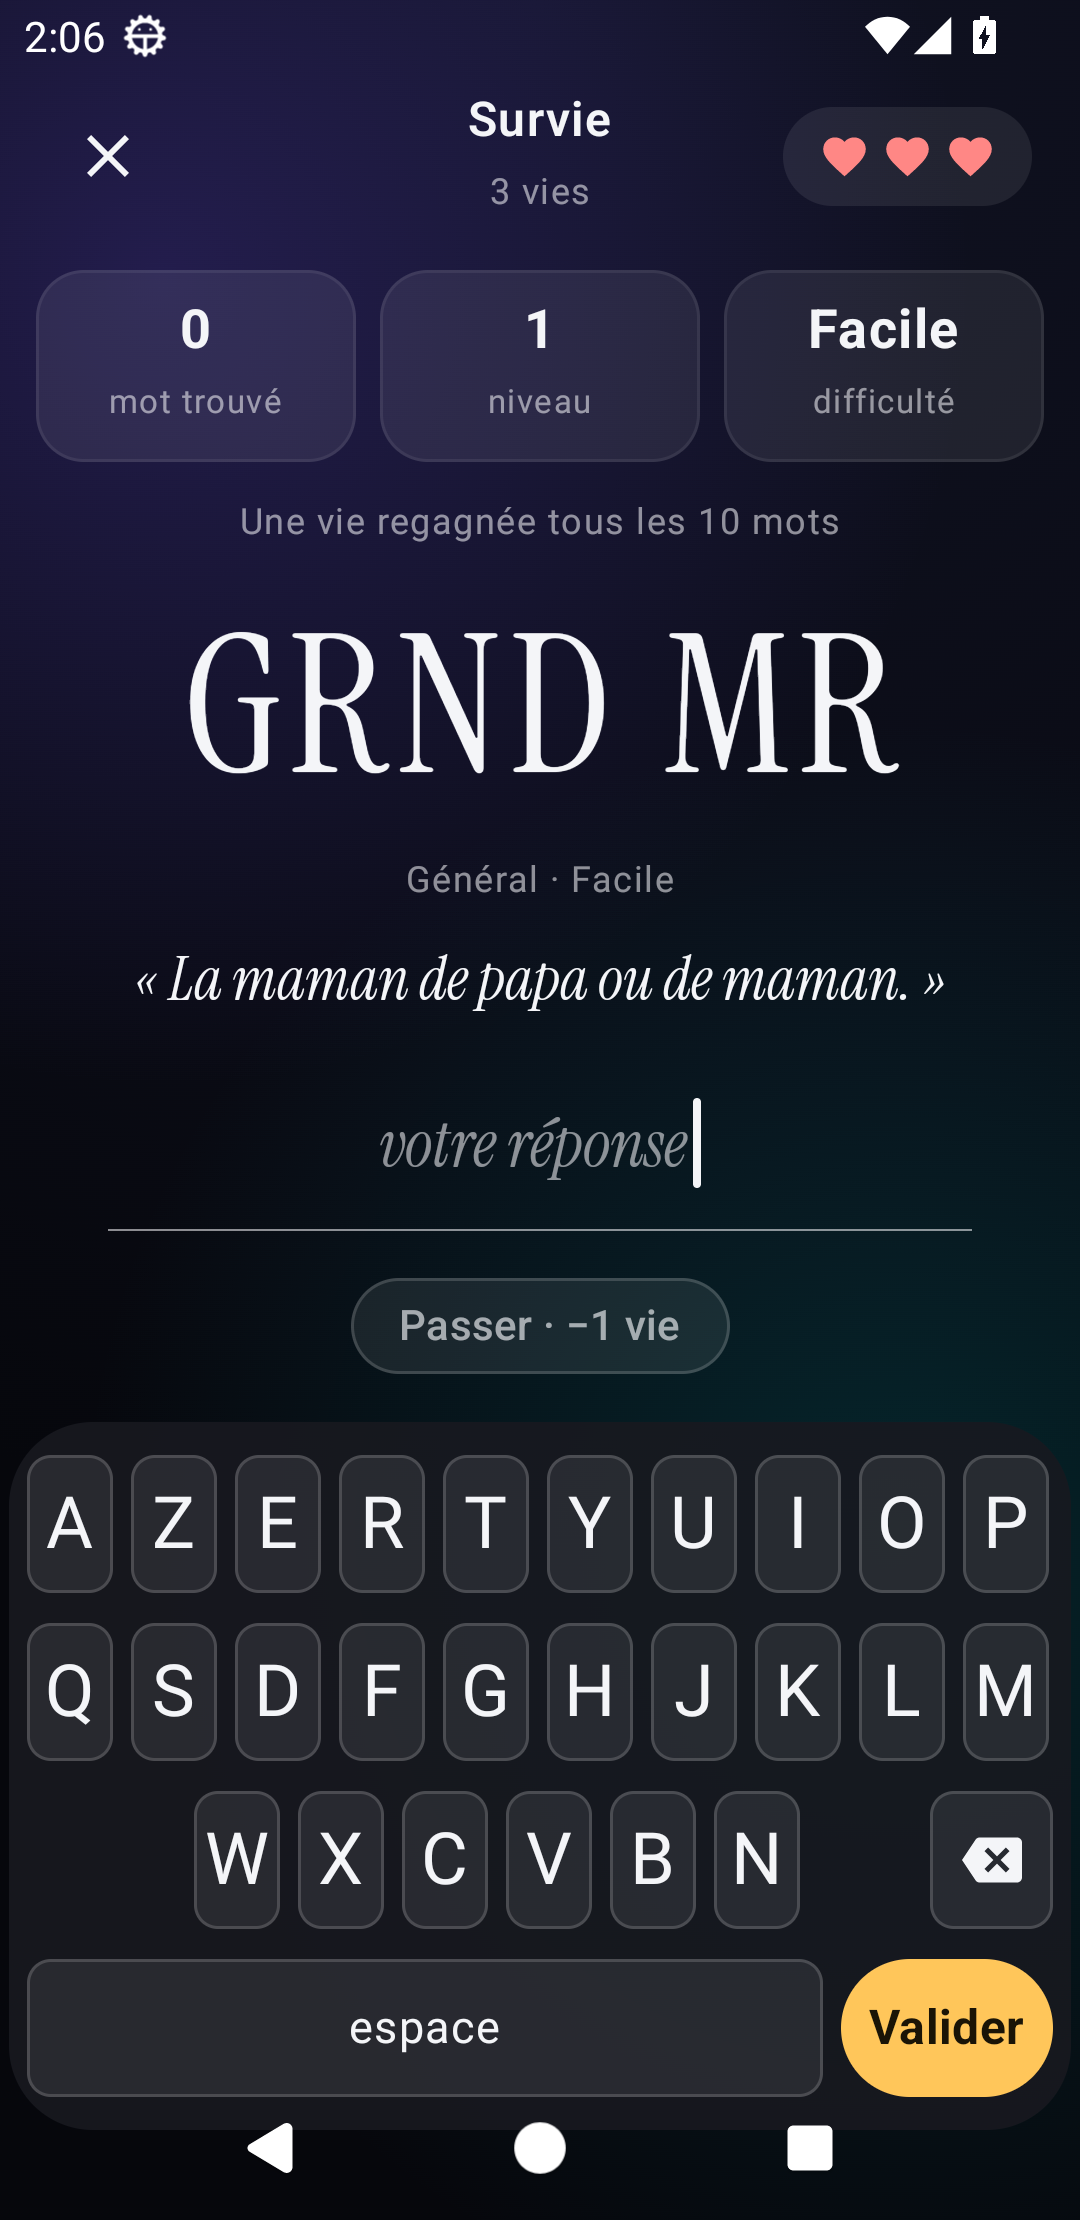 2:06
Survie
3 vies
0
mot trouvé
1
niveau
Facile
difficulté
Une vie regagnée tous les 10 mots
GRND MR
Général · Facile
« La maman de papa ou de maman. »
votre réponse
Passer · −1 vie
A Z E R T Y U I O P
Q S D F G H J K L M
W X C V B N
espace
Valider